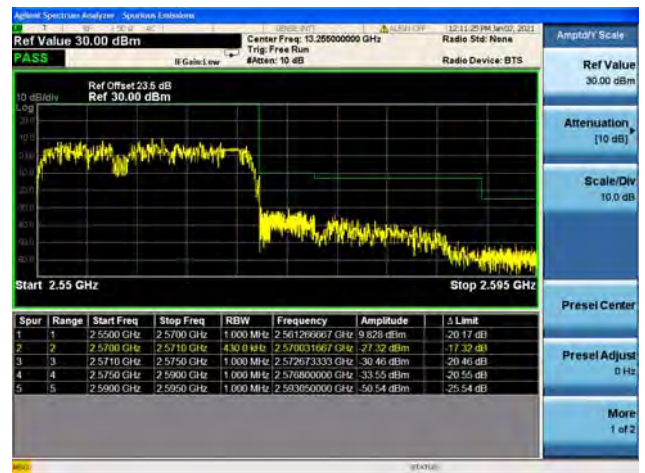 Agilent Spectrum Analyzer Spurious Emissions
SENSE:INT ALIGN OFF 12:11:25 PM Jan 02, 2021
Ref Value 30.00 dBm
Center Freq: 13.255000000 GHz
Radio Std: None
Trig: Free Run
PASS
IFGain:Low
#Atten: 10 dB
Radio Device: BTS
Ref Offset 23.5 dB
10 dB/div Ref 30.00 dBm
Log
20.0
10.0
0.00
Start 2.55 GHz
Stop 2.595 GHz
Spur Range Start Freq Stop Freq RBW Frequency Amplitude Δ Limit
1 1 2.5500 GHz 2.5700 GHz 1.000 MHz 2.561266667 GHz 9.828 dBm -20.17 dB
2 2 2.5700 GHz 2.5710 GHz 430.0 kHz 2.570031667 GHz -27.32 dBm -17.32 dB
3 3 2.5710 GHz 2.5750 GHz 1.000 MHz 2.572673333 GHz -30.46 dBm -20.46 dB
4 4 2.5750 GHz 2.5900 GHz 1.000 MHz 2.576800000 GHz -33.55 dBm -20.55 dB
5 5 2.5900 GHz 2.5950 GHz 1.000 MHz 2.593050000 GHz -50.54 dBm -25.54 dB
MSG
STATUS
Amptd/Y Scale
Ref Value
30.00 dBm
Attenuation
[10 dB]
Scale/Div
10.0 dB
Presel Center
Presel Adjust
0 Hz
More
1 of 2